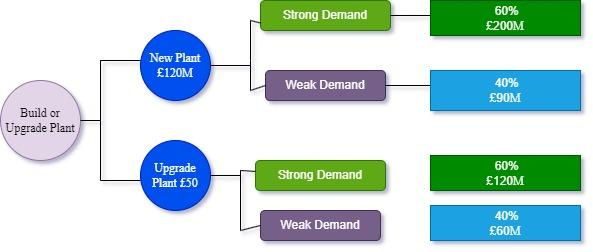 Build or
Upgrade Plant
New Plant
£120M
Strong Demand
60%
£200M
Weak Demand
40%
£90M
Upgrade
Plant £50
Strong Demand
60%
£120M
Weak Demand
40%
£60M